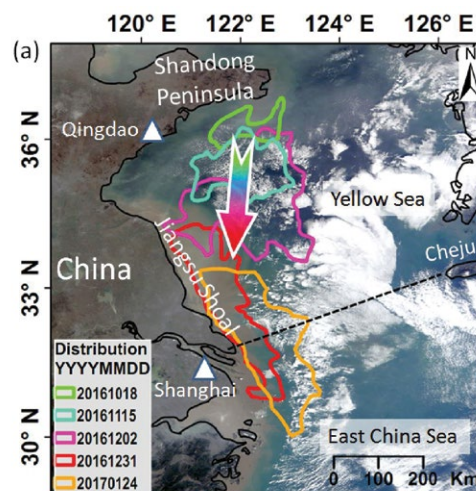 (a)
120° E
122° E
124° E
126° E
36° N
33° N
30° N
N
Shandong
Peninsula
Qingdao
Yellow Sea
Cheju
Jiangsu Shoal
China
Shanghai
East China Sea
Distribution
YYYYMMDD
20161018
20161115
20161202
20161231
20170124
0
100
200
Km